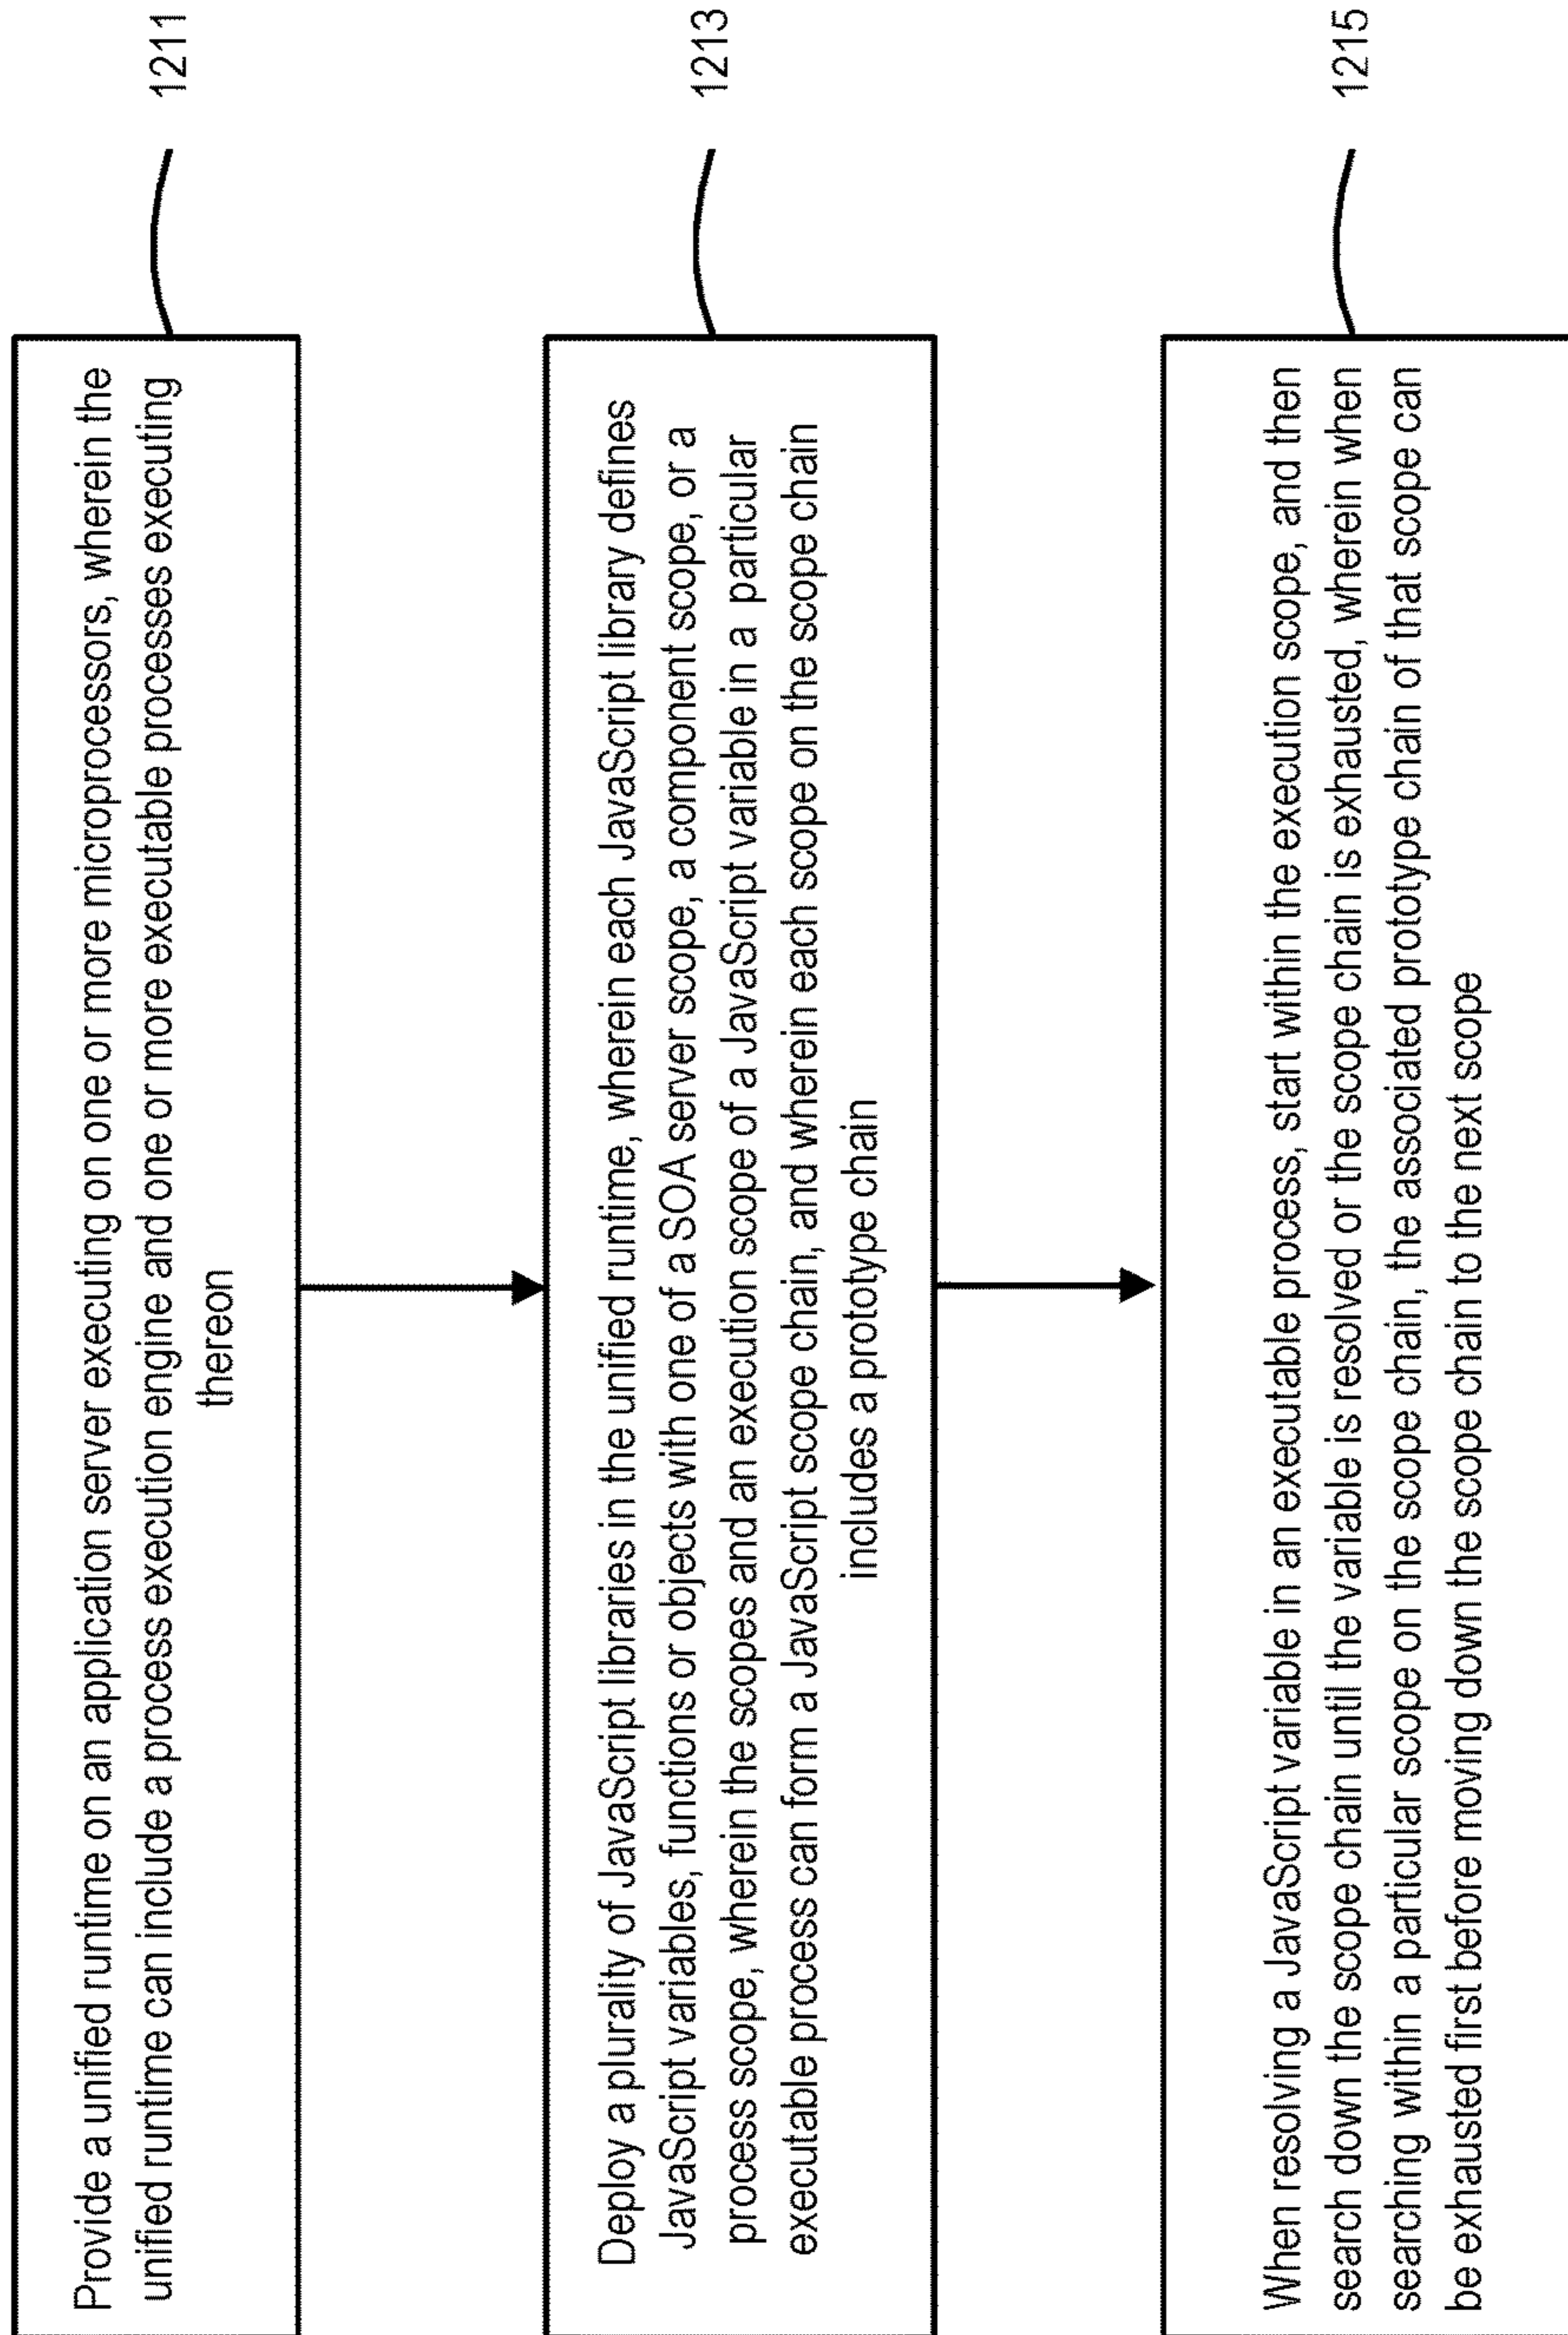 Provide a unified runtime on an application server executing on one or more microprocessors, wherein the
unified runtime can include a process execution engine and one or more executable processes executing
thereon
1211
Deploy a plurality of JavaScript libraries in the unified runtime, wherein each JavaScript library defines
JavaScript variables, functions or objects with one of a SOA server scope, a component scope, or a
process scope, wherein the scopes and an execution scope of a JavaScript variable in a particular
executable process can form a JavaScript scope chain, and wherein each scope on the scope chain
includes a prototype chain
1213
When resolving a JavaScript variable in an executable process, start within the execution scope, and then
search down the scope chain until the variable is resolved or the scope chain is exhausted, wherein when
searching within a particular scope on the scope chain, the associated prototype chain of that scope can
be exhausted first before moving down the scope chain to the next scope
1215